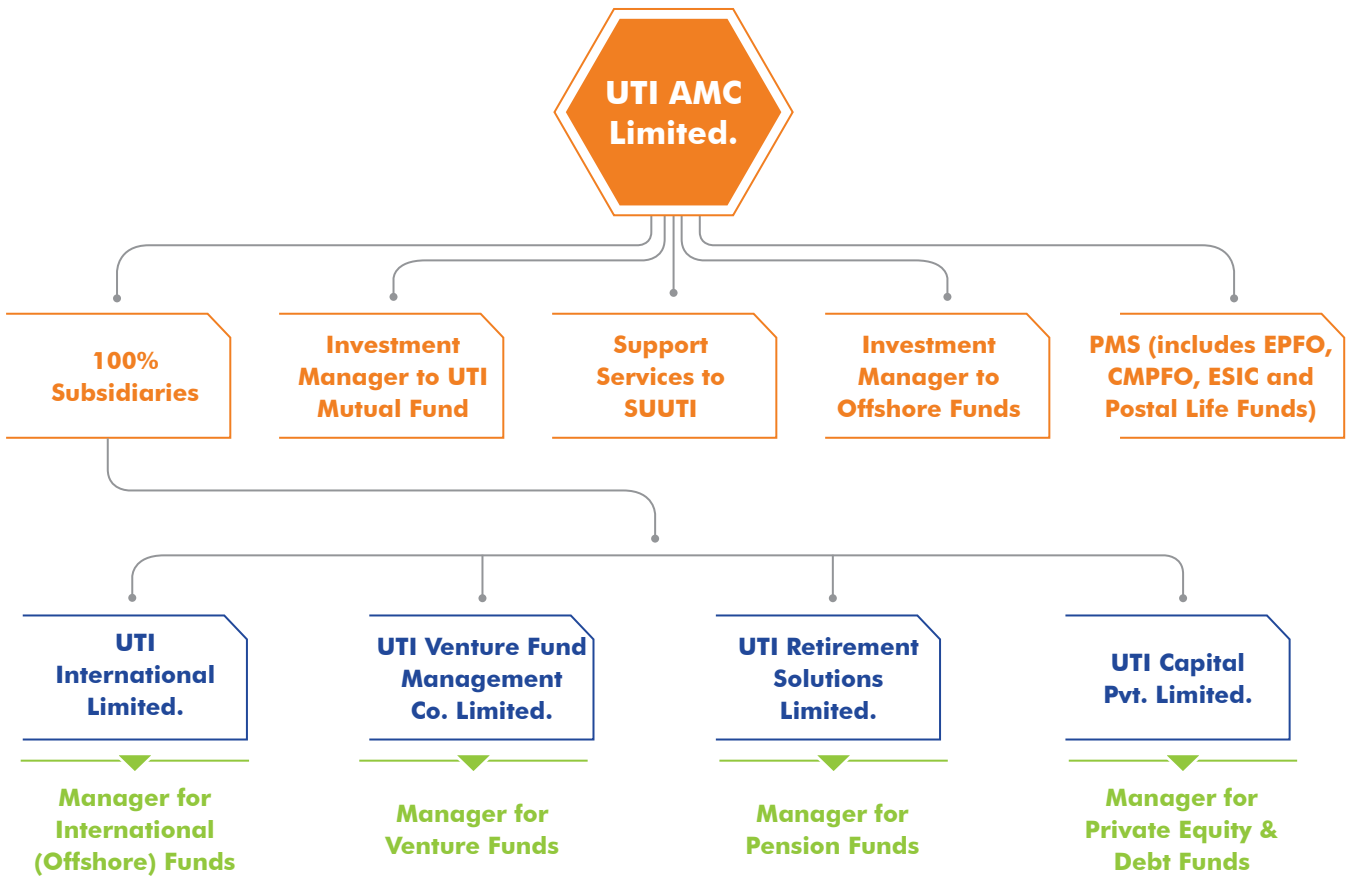 UTI AMC
Limited.
100%
Subsidiaries
Investment
Manager to UTI
Mutual Fund
Support
Services to
SUUTI
Investment
Manager to
Offshore Funds
PMS (includes EPFO,
CMPFO, ESIC and
Postal Life Funds)
UTI
International
Limited.
UTI Venture Fund
Management
Co. Limited.
UTI Retirement
Solutions
Limited.
UTI Capital
Pvt. Limited.
Manager for
International
(Offshore) Funds
Manager for
Venture Funds
Manager for
Pension Funds
Manager for
Private Equity &
Debt Funds